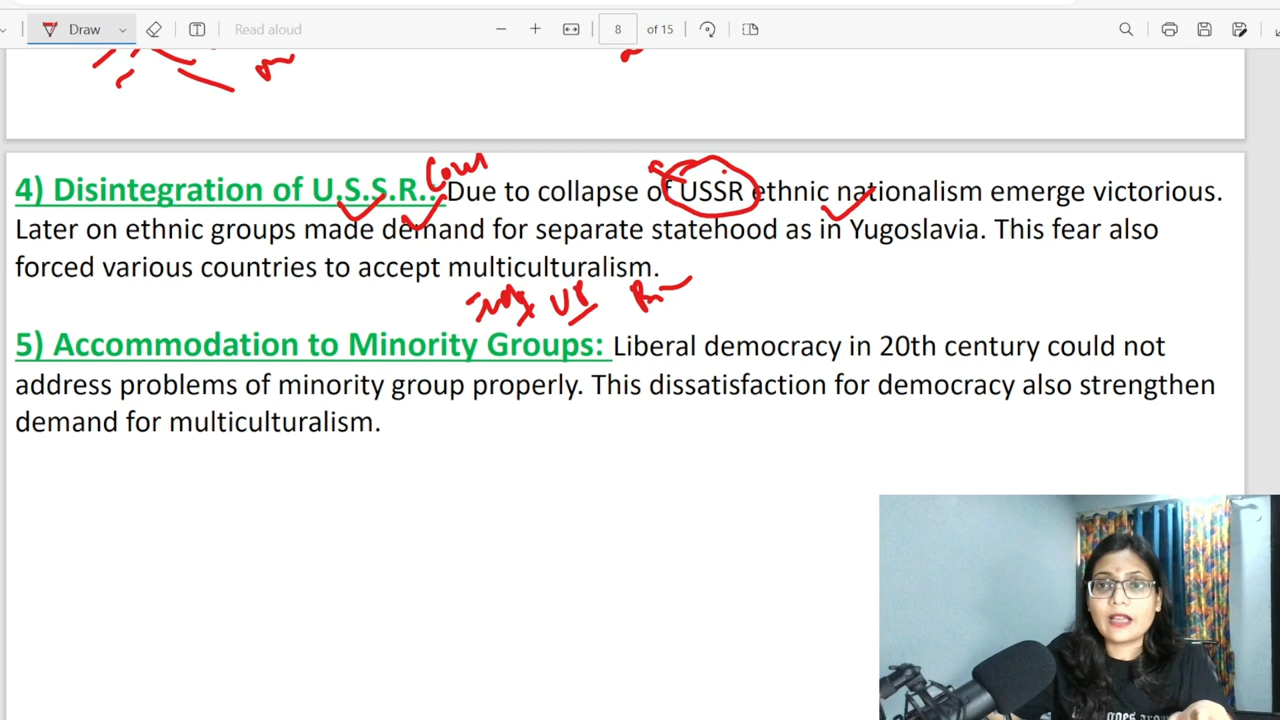 Draw
Read aloud
8 of 15
4) Disintegration of U.S.S.R.: Due to collapse of USSR ethnic nationalism emerge victorious.
Later on ethnic groups made demand for separate statehood as in Yugoslavia. This fear also
forced various countries to accept multiculturalism.
UP
5) Accommodation to Minority Groups: Liberal democracy in 20th century could not
address problems of minority group properly. This dissatisfaction for democracy also strengthen
demand for multiculturalism.